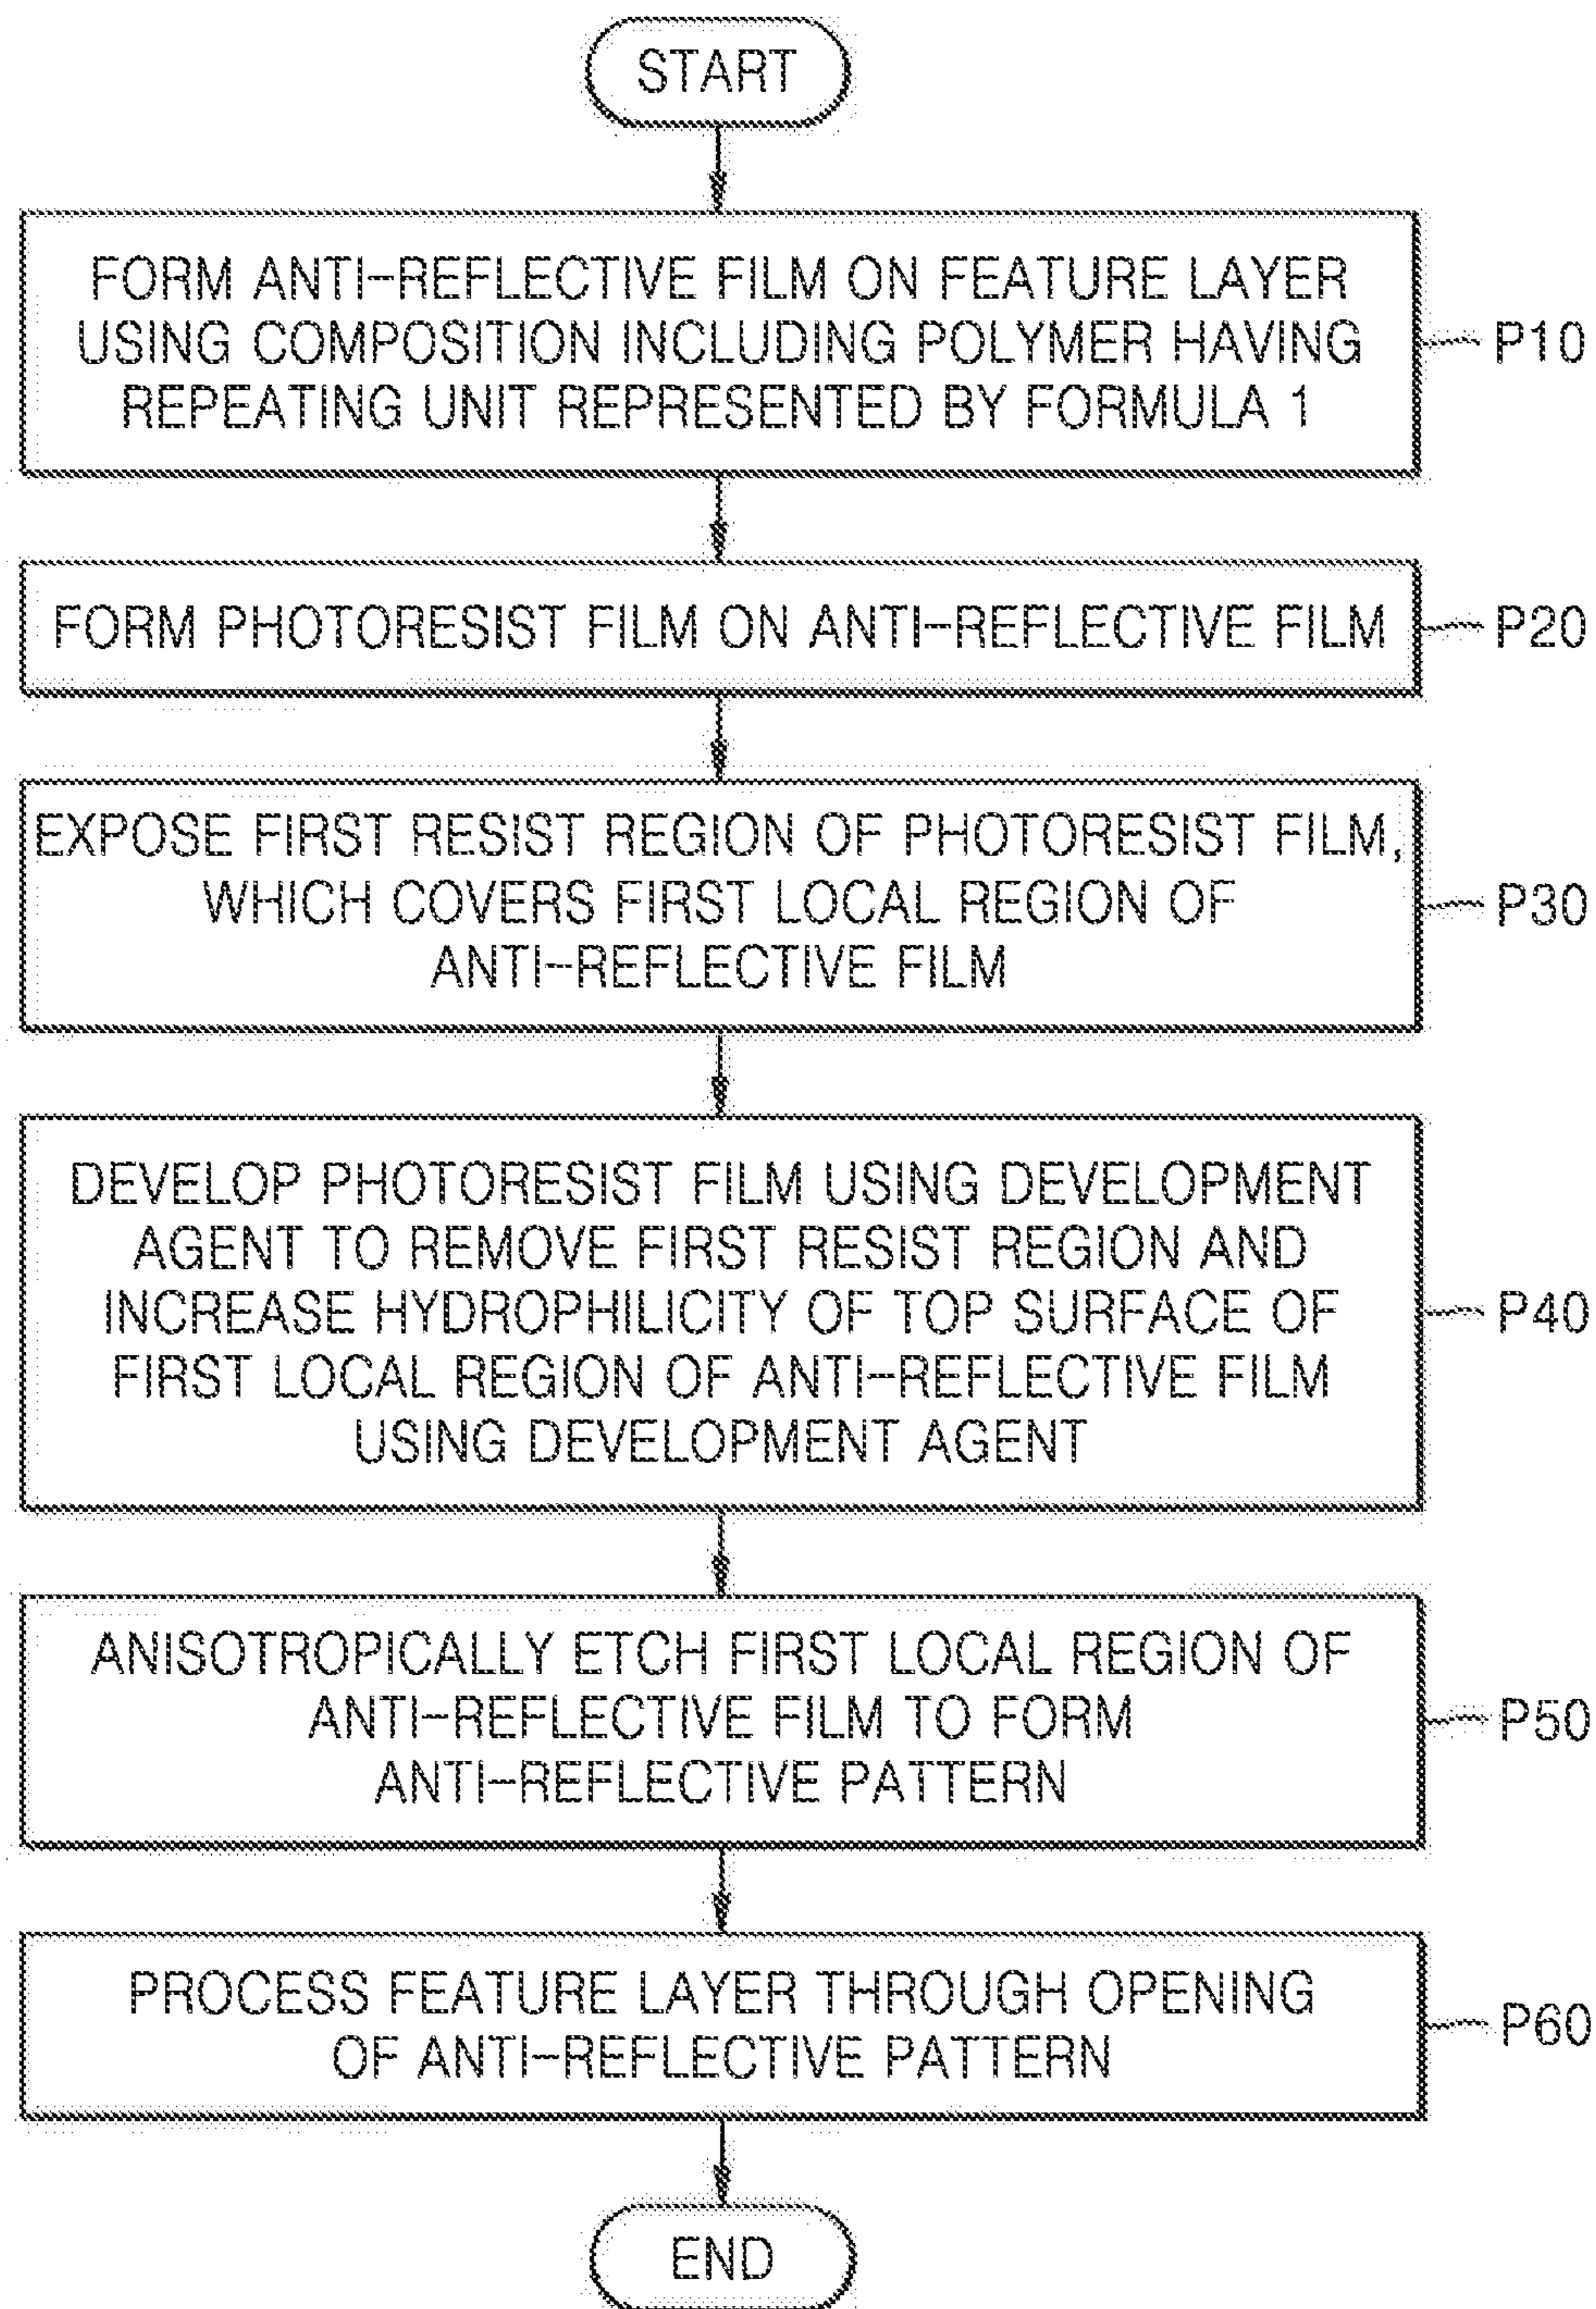 START
FORM ANTI-REFLECTIVE FILM ON FEATURE LAYER
USING COMPOSITION INCLUDING POLYMER HAVING
REPEATING UNIT REPRESENTED BY FORMULA 1
P10
FORM PHOTORESIST FILM ON ANTI-REFLECTIVE FILM
P20
EXPOSE FIRST RESIST REGION OF PHOTORESIST FILM,
WHICH COVERS FIRST LOCAL REGION OF
ANTI-REFLECTIVE FILM
P30
DEVELOP PHOTORESIST FILM USING DEVELOPMENT
AGENT TO REMOVE FIRST RESIST REGION AND
INCREASE HYDROPHILICITY OF TOP SURFACE OF
FIRST LOCAL REGION OF ANTI-REFLECTIVE FILM
USING DEVELOPMENT AGENT
P40
ANISOTROPICALLY ETCH FIRST LOCAL REGION OF
ANTI-REFLECTIVE FILM TO FORM
ANTI-REFLECTIVE PATTERN
P50
PROCESS FEATURE LAYER THROUGH OPENING
OF ANTI-REFLECTIVE PATTERN
P60
END